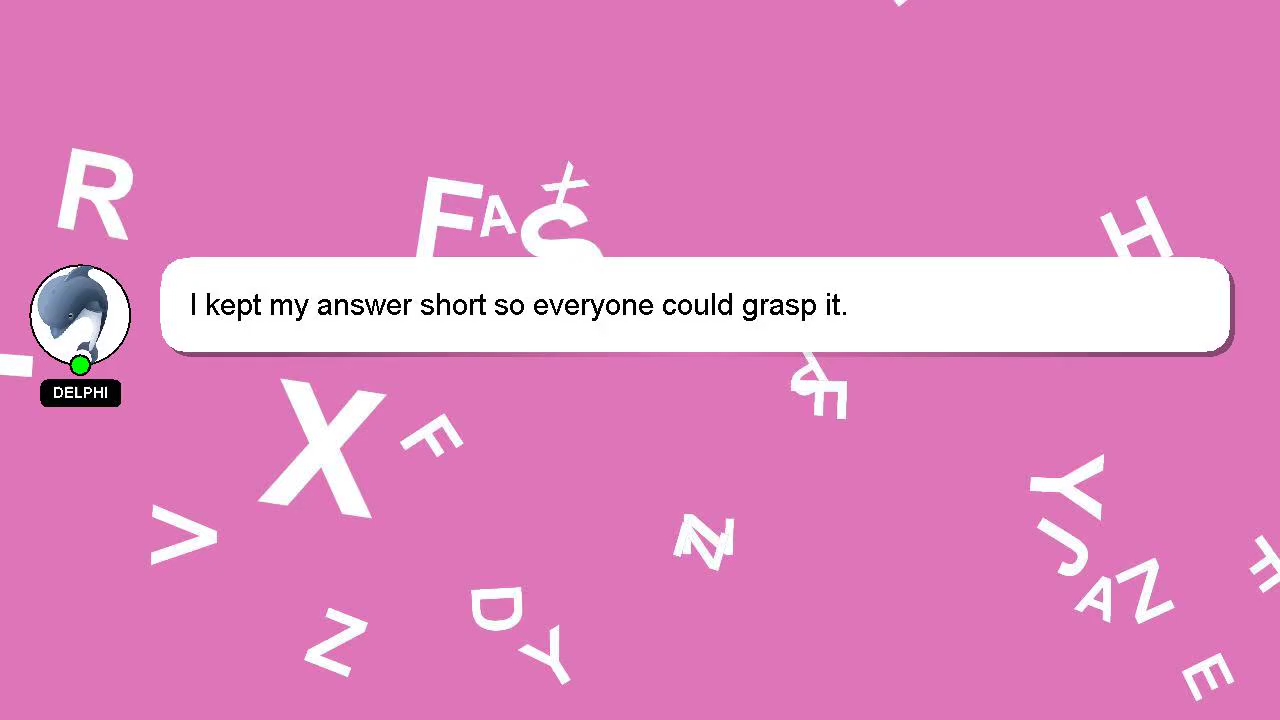 I kept my answer short so everyone could grasp it.
DELPHI
R
F
A
X
S
H
X
F
F
Y
V
N
J
Z
A
N
D
Y
Z
F
E